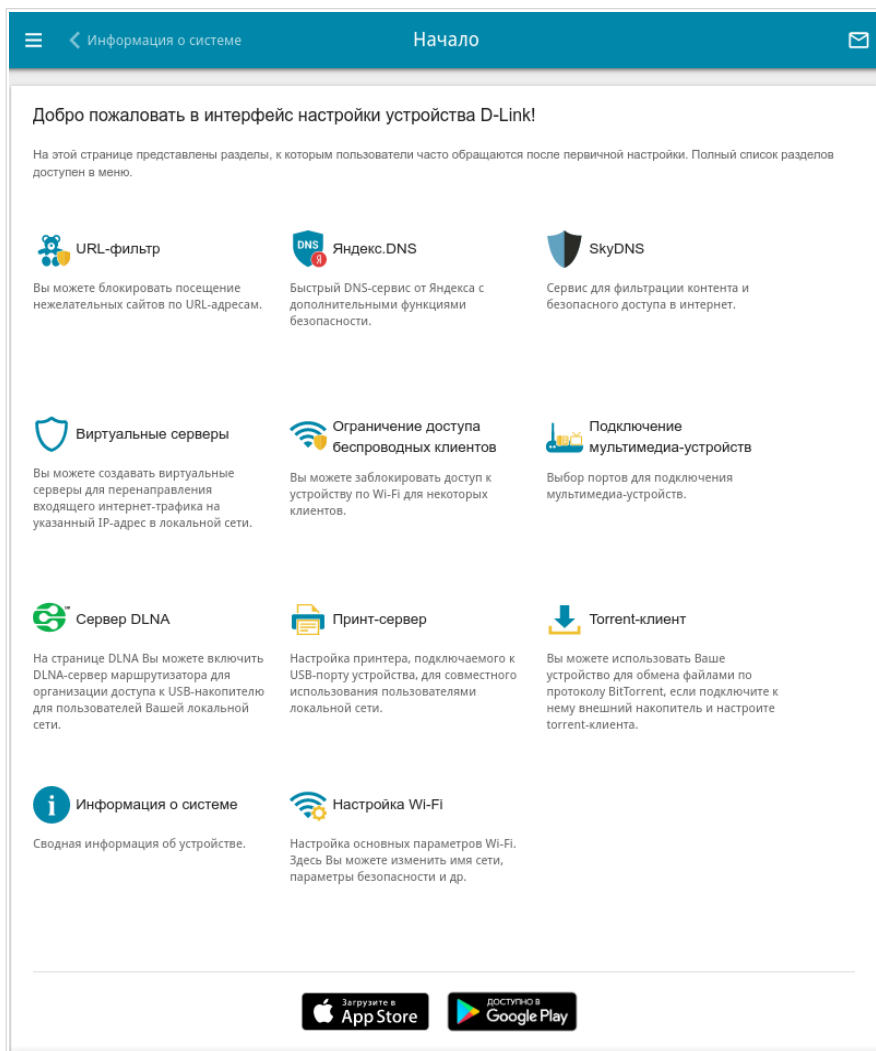 Информация о системе
Начало
Добро пожаловать в интерфейс настройки устройства D-Link!
На этой странице представлены разделы, к которым пользователи часто обращаются после первичной настройки. Полный список разделов
доступен в меню.
URL-фильтр
Вы можете блокировать посещение
нежелательных сайтов по URL-адресам.
DNS
Я
Яндекс.DNS
Быстрый DNS-сервис от Яндекса с
дополнительными функциями
безопасности.
SkyDNS
Сервис для фильтрации контента и
безопасного доступа в интернет.
Виртуальные серверы
Вы можете создавать виртуальные
серверы для перенаправления
входящего интернет-трафика на
указанный IP-адрес в локальной сети.
Ограничение доступа
беспроводных клиентов
Вы можете заблокировать доступ к
устройству по Wi-Fi для некоторых
клиентов.
Подключение
мультимедиа-устройств
Выбор портов для подключения
мультимедиа-устройств.
Сервер DLNA
На странице DLNA Вы можете включить
DLNA-сервер маршрутизатора для
организации доступа к USB-накопителю
для пользователей Вашей локальной
сети.
Принт-сервер
Настройка принтера, подключаемого к
USB-порту устройства, для совместного
использования пользователями
локальной сети.
Torrent-клиент
Вы можете использовать Ваше
устройство для обмена файлами по
протоколу BitTorrent, если подключите к
нему внешний накопитель и настроите
torrent-клиента.
Информация о системе
Сводная информация об устройстве.
Настройка Wi-Fi
Настройка основных параметров Wi-Fi.
Здесь Вы можете изменить имя сети,
параметры безопасности и др.
Загрузите в
App Store
ДОСТУПНО В
Google Play